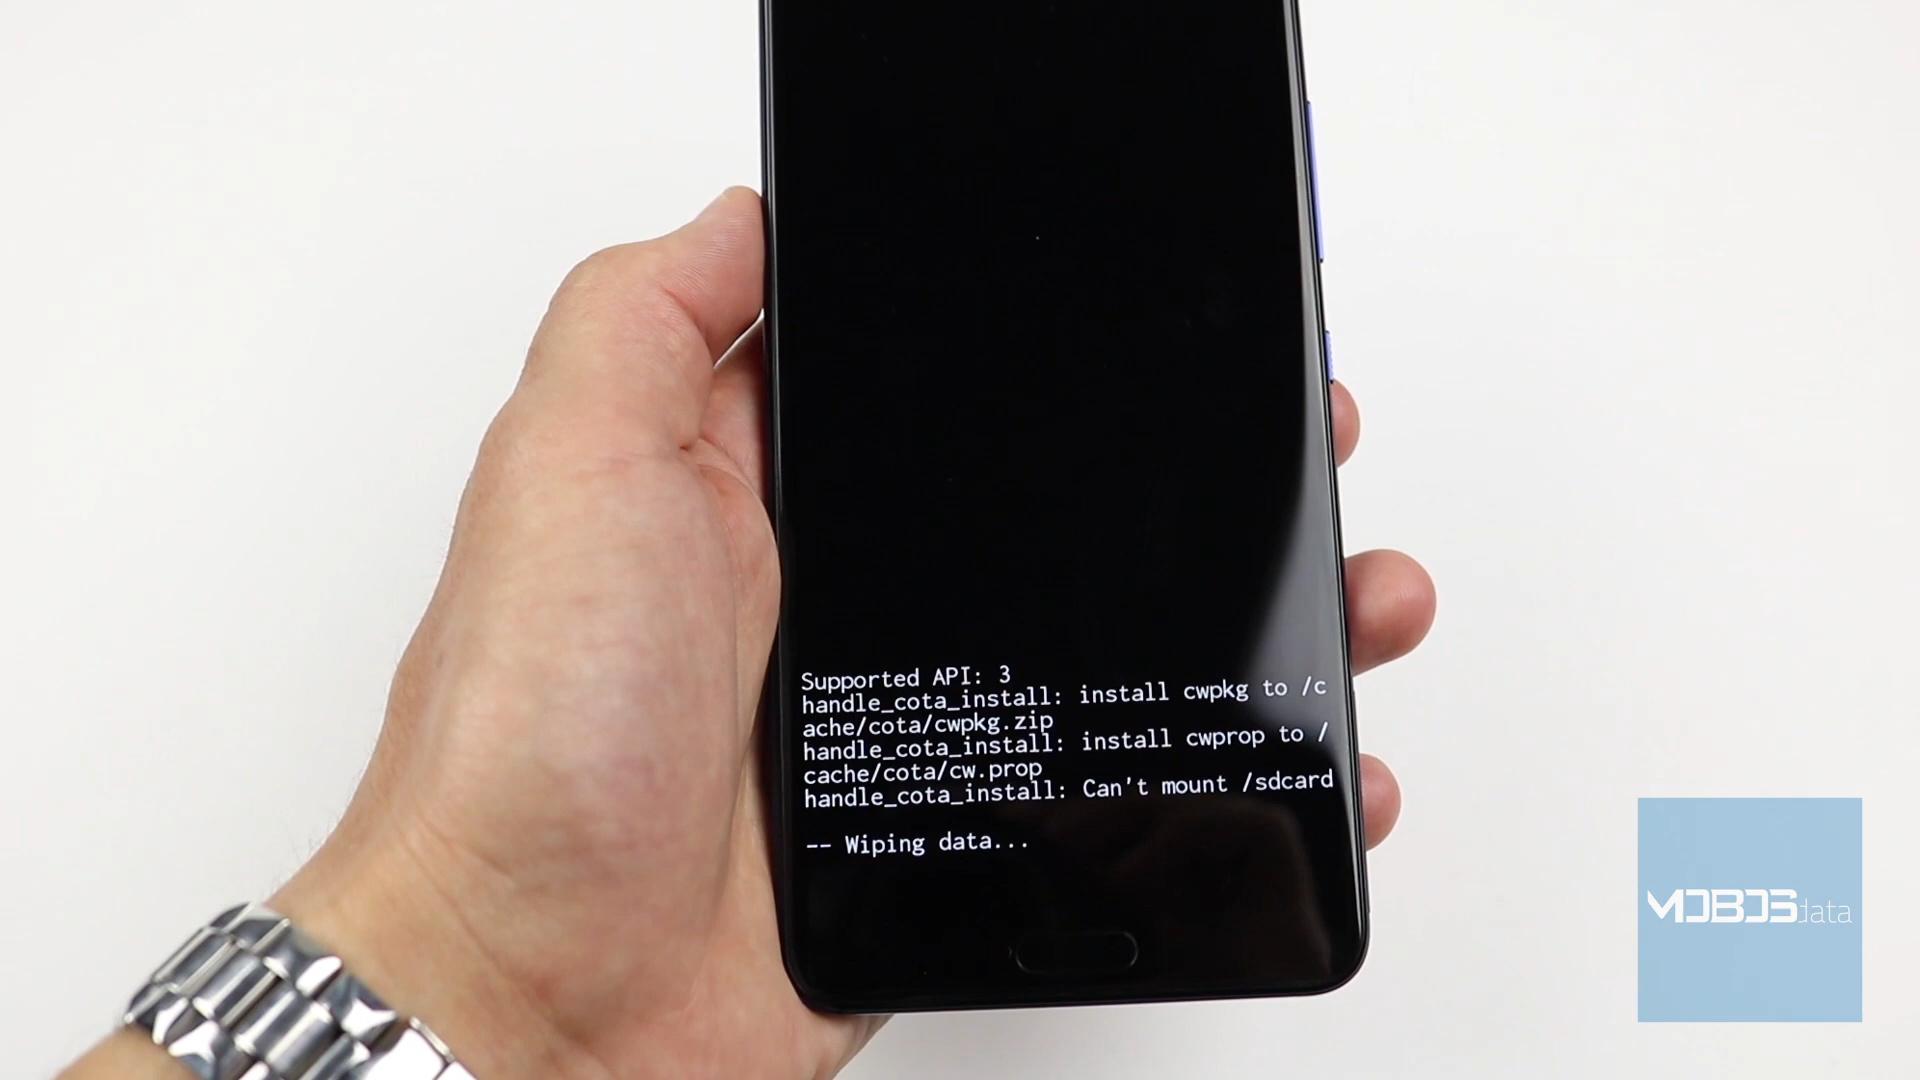 Supported API: 3
handle_cota_install: install cwpkg to /c
ache/cota/cwpkg.zip
handle_cota_install: install cwprop to /
cache/cota/cw.prop
handle_cota_install: Can't mount /sdcard
-- Wiping data...
MOBOSdata